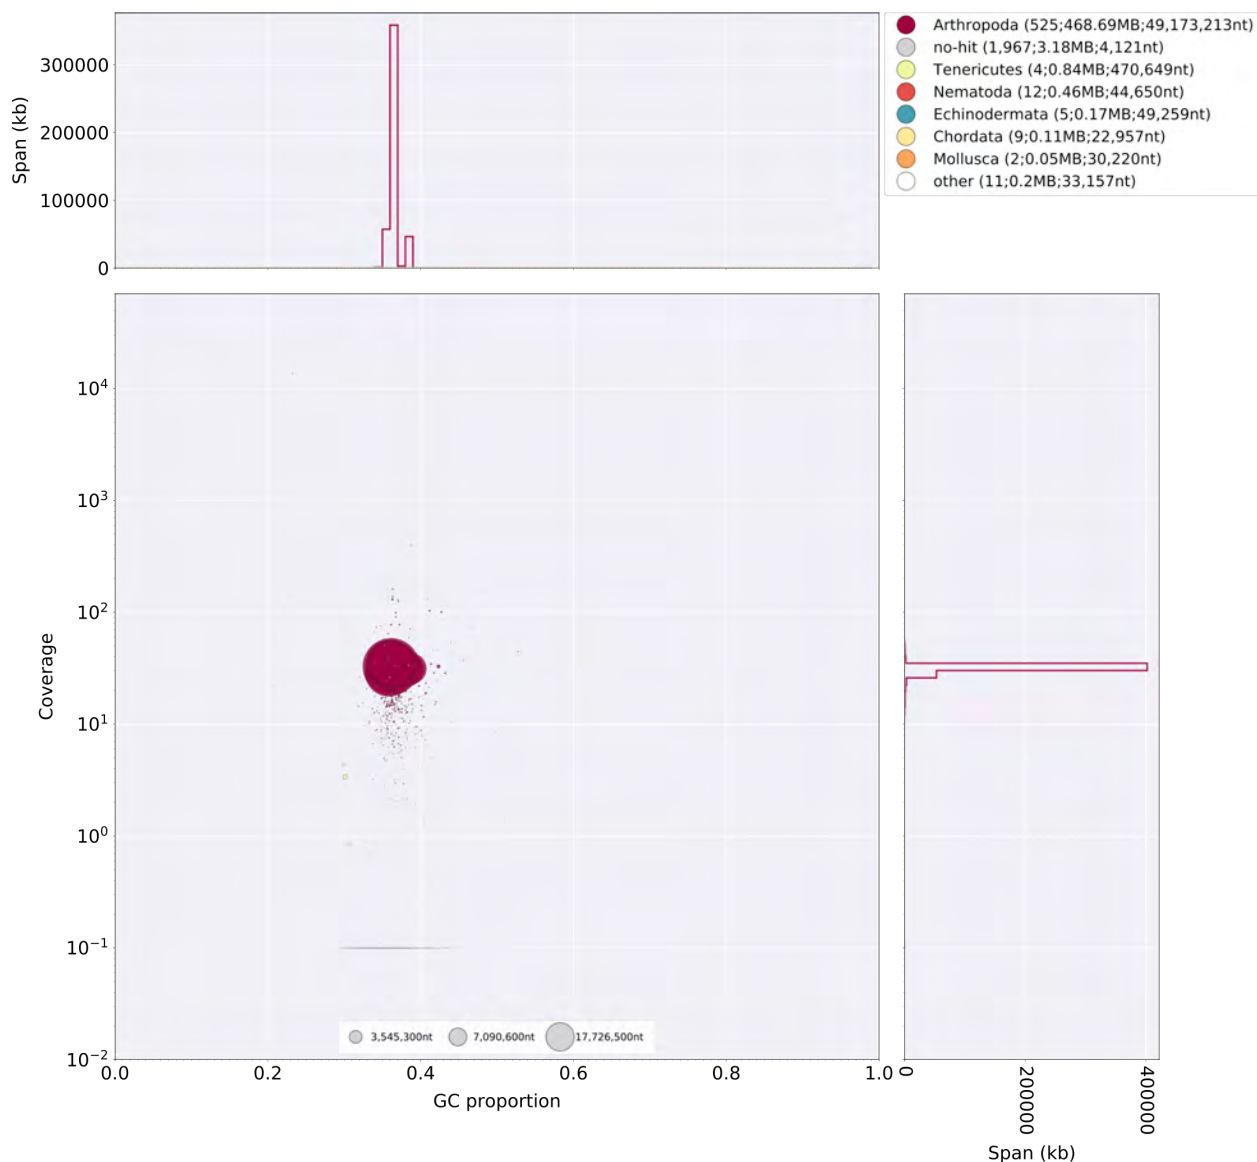 300000
200000
100000
0
Span (kb)
Arthropoda (525;468.69MB;49,173,213nt)
no-hit (1,967;3.18MB;4,121nt)
Tenericutes (4;0.84MB;470,649nt)
Nematoda (12;0.46MB;44,650nt)
Echinodermata (5;0.17MB;49,259nt)
Chordata (9;0.11MB;22,957nt)
Mollusca (2;0.05MB;30,220nt)
other (11;0.2MB;33,157nt)
10⁴
10³
10²
10¹
10⁰
10⁻¹
10⁻²
Coverage
3,545,300nt 7,090,600nt 17,726,500nt
0.0 0.2 0.4 0.6 0.8 1.0
GC proportion
0 200000 400000
Span (kb)